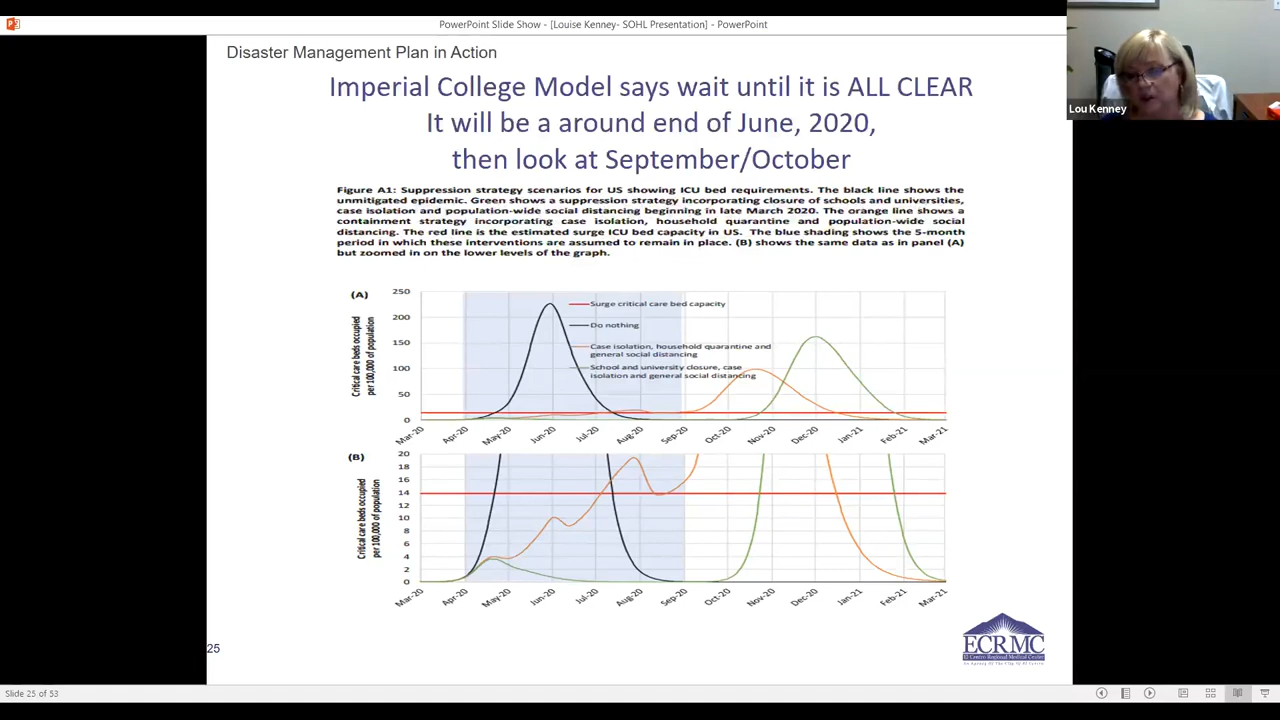 PowerPoint Slide Show - [Louise Kenney- SOHL Presentation] - PowerPoint
Lou Kenney
Disaster Management Plan in Action
Imperial College Model says wait until it is ALL CLEAR
It will be a around end of June, 2020,
then look at September/October
Figure A1: Suppression strategy scenarios for US showing ICU bed requirements. The black line shows the
unmitigated epidemic. Green shows a suppression strategy incorporating closure of schools and universities,
case isolation and population-wide social distancing beginning in late March 2020. The orange line shows a
containment strategy incorporating case isolation, household quarantine and population-wide social
distancing. The red line is the estimated surge ICU bed capacity in US. The blue shading shows the 5-month
period in which these interventions are assumed to remain in place. (B) shows the same data as in panel (A)
but zoomed in on the lower levels of the graph.
(A)
Critical care beds occupied
per 100,000 of population
250
200
150
100
50
0
Surge critical care bed capacity
Do nothing
Case isolation, household quarantine and
general social distancing
School and university closure, case
isolation and general social distancing
Mar-20 Apr-20 May-20 Jun-20 Jul-20 Aug-20 Sep-20 Oct-20 Nov-20 Dec-20 Jan-21 Feb-21 Mar-21
(B)
Critical care beds occupied
per 100,000 of population
20
18
16
14
12
10
8
6
4
2
0
Mar-20 Apr-20 May-20 Jun-20 Jul-20 Aug-20 Sep-20 Oct-20 Nov-20 Dec-20 Jan-21 Feb-21 Mar-21
ECRMC
El Centro Regional Medical Center
25
Slide 25 of 53